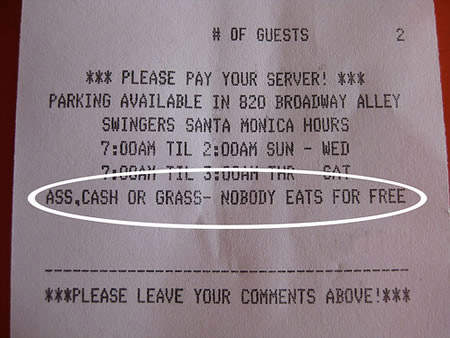 # OF GUESTS 2
*** PLEASE PAY YOUR SERVER! ***
PARKING AVAILABLE IN 820 BROADWAY ALLEY
SWINGERS SANTA MONICA HOURS
7:00AM TIL 2:00AM SUN - WED
7:00AM TIL 3:00AM THR - SAT
ASS,CASH OR GRASS- NOBODY EATS FOR FREE
***PLEASE LEAVE YOUR COMMENTS ABOVE!***